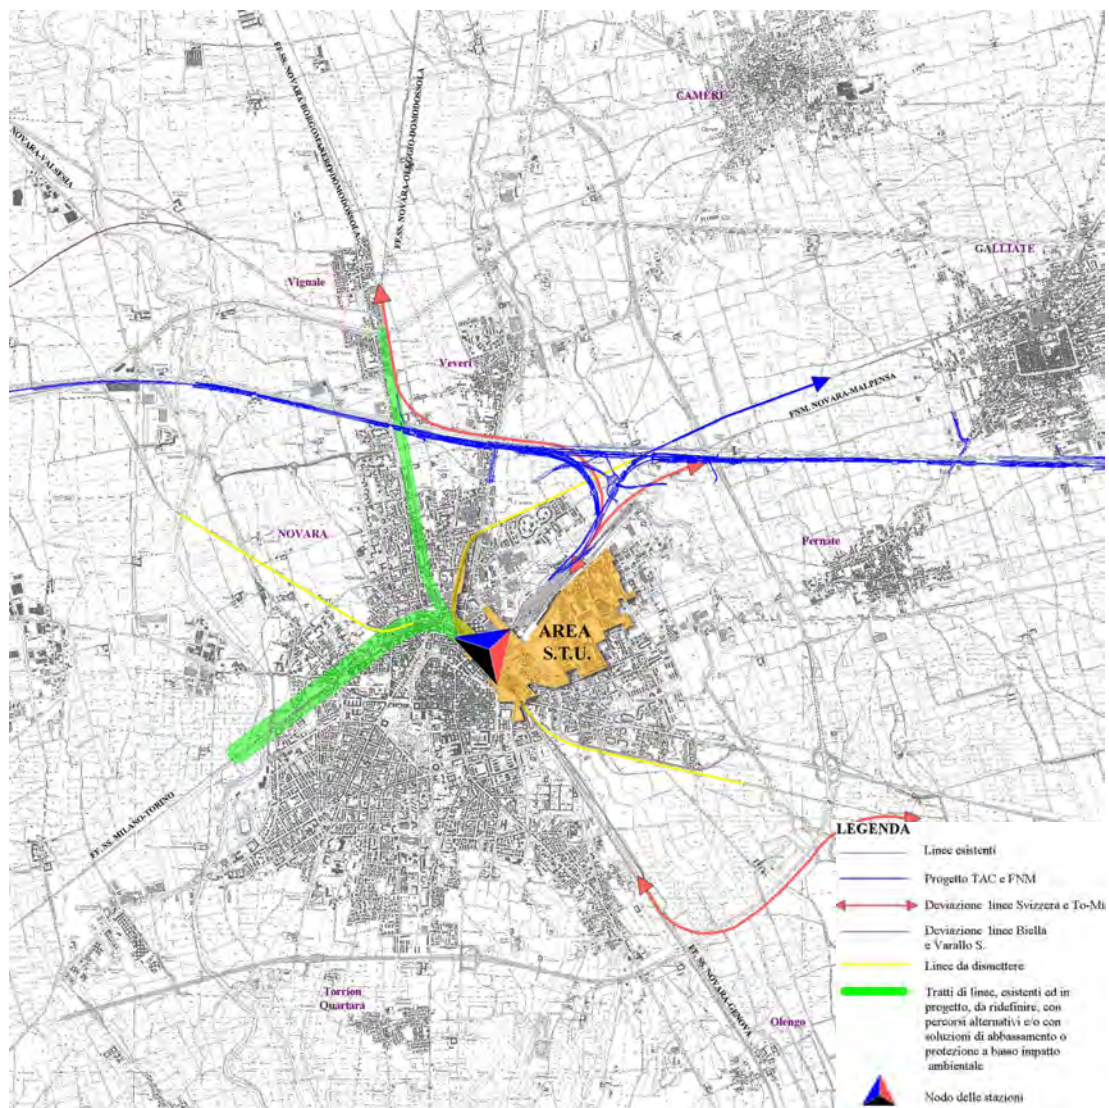 CAMERI
NOVARA-VALSESIA
FF.SS. NOVARA-BORGOMANERO-DOMODOSSOLA
FF.SS. NOVARA-OLEGGIO-DOMODOSSOLA
GALLIATE
Vignale
Veveri
FNM. NOVARA-MALPENSA
NOVARA
Pernate
AREA
S.T.U.
FF. SS. MILANO-TORINO
FF. SS. NOVARA-GENOVA
Torrion
Quartara
Olengo
LEGENDA
Linee esistenti
Progetto TAC e FNM
Deviazione linee Svizzera e To-Mi
Deviazione linee Biella
e Varallo S.
Linee da dismettere
Tratti di linee, esistenti ed in
progetto, da ridefinire, con
percorsi alternativi e/o con
soluzioni di abbassamento o
protezione a basso impatto
ambientale
Nodo delle stazioni